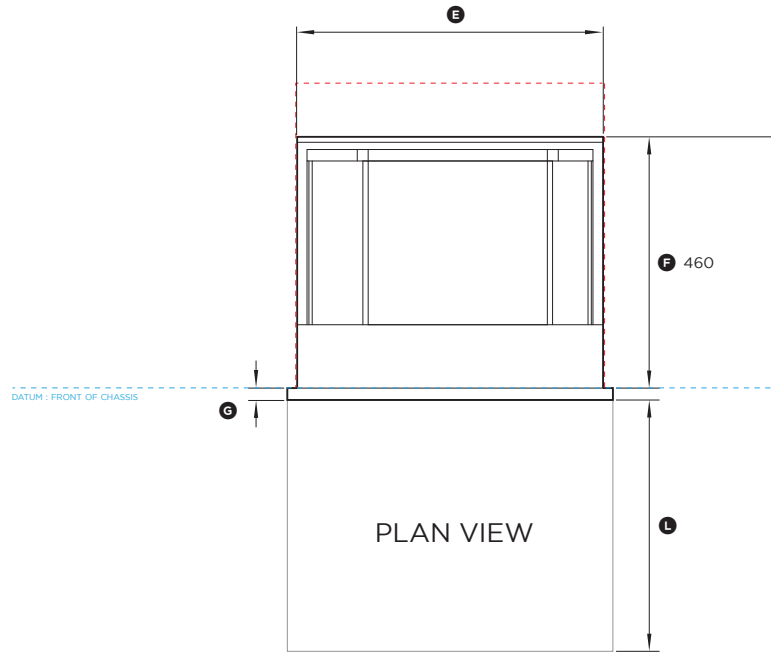 E
F 460
DATUM : FRONT OF CHASSIS
G
PLAN VIEW
L